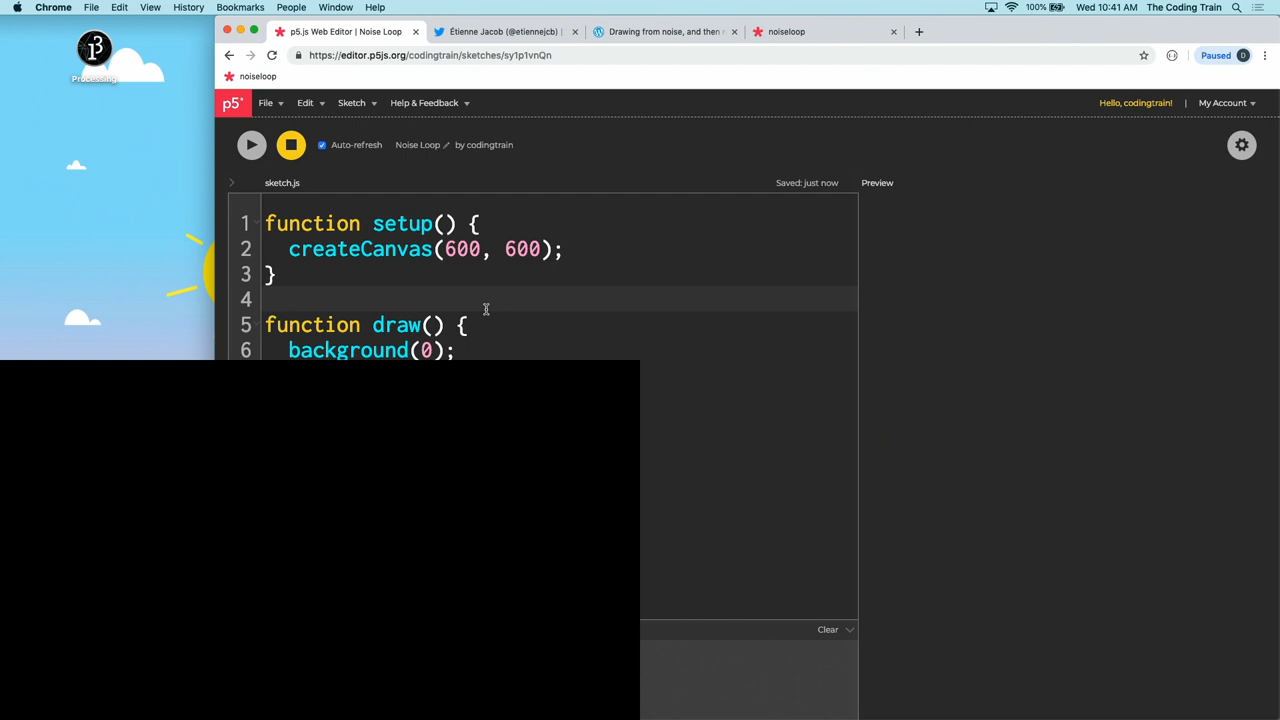 Chrome File Edit View History Bookmarks People Window Help 100% Wed 10:41 AM The Coding Train
p5.js Web Editor | Noise Loop Étienne Jacob (@etiennejcb) | Drawing from noise, and then noiseloop
https://editor.p5js.org/codingtrain/sketches/sy1p1vnQn Paused D
noiseloop
Processing
p5* File Edit Sketch Help & Feedback Hello, codingtrain! | My Account
Auto-refresh Noise Loop by codingtrain
sketch.js Saved: just now Preview
1 function setup() {
2 createCanvas(600, 600);
3 }
4
5 function draw() {
6 background(0);
Clear